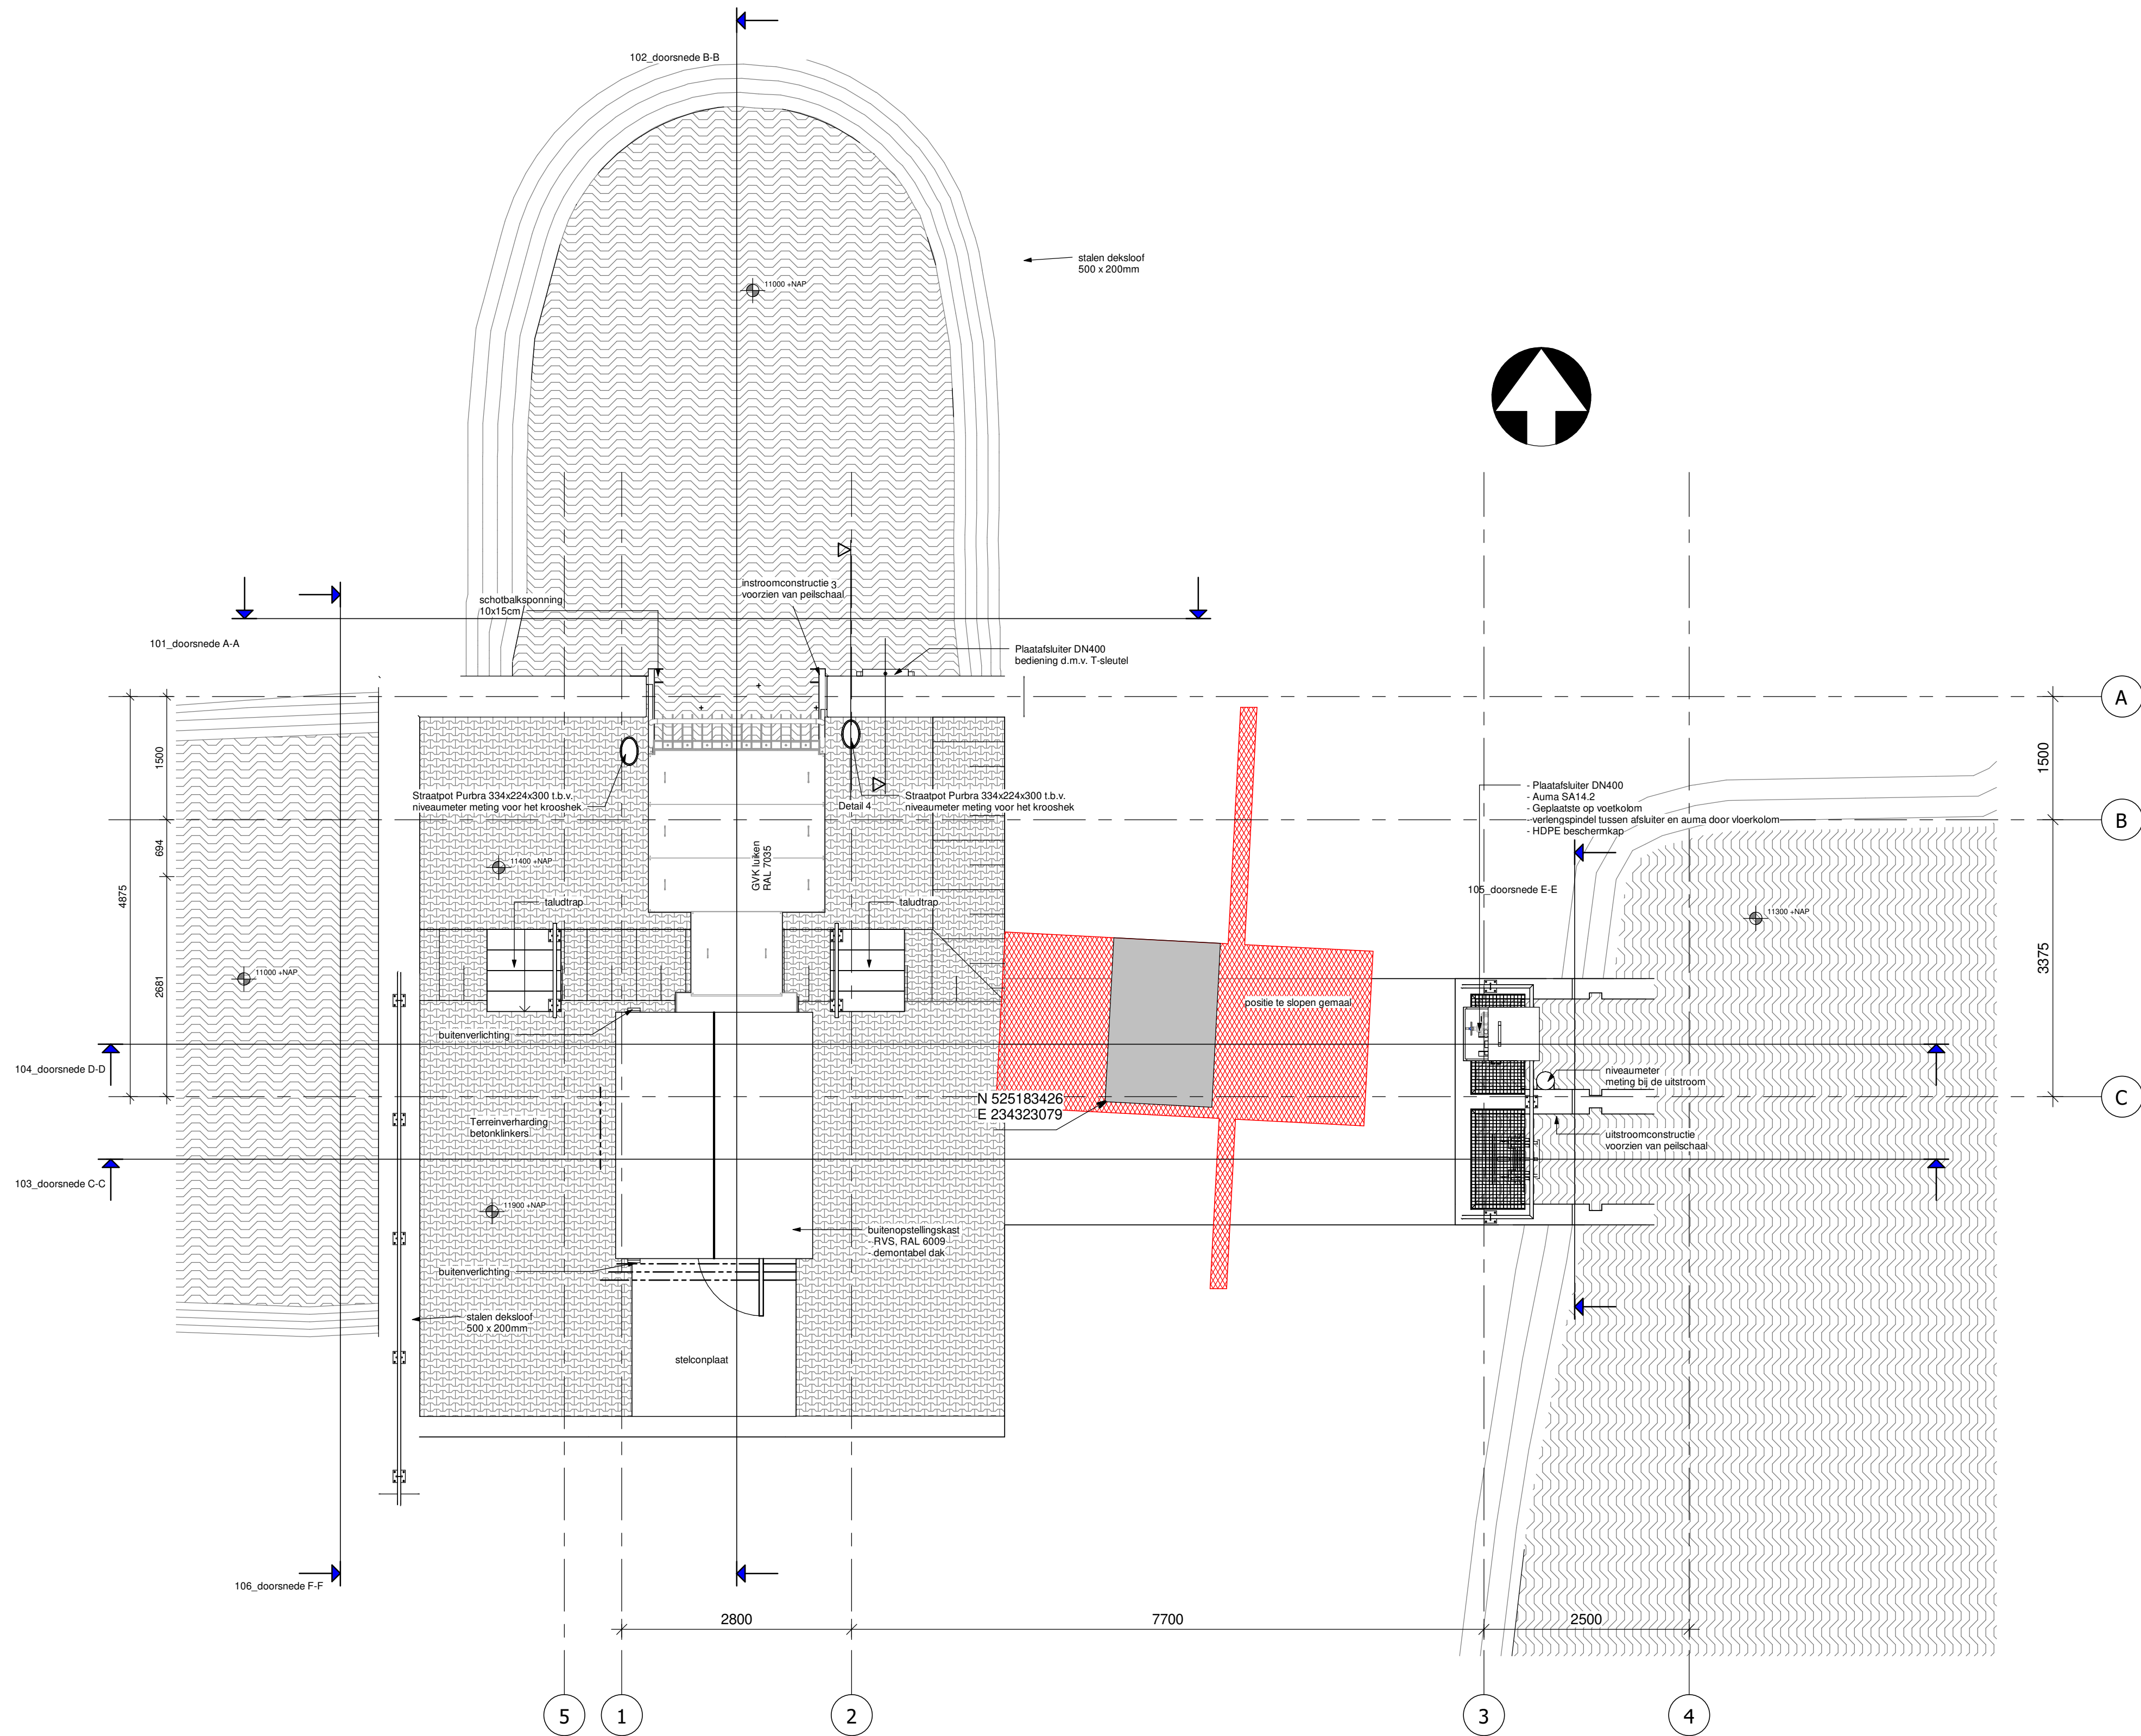 102_doorsnede B-B
stalen deksloof
500 x 200mm
11000 +NAP
instroomconstructie 3
voorzien van peilschaal
schotbalksponning
10x15cm
101_doorsnede A-A
Plaatafsluiter DN400
bediening d.m.v. T-sleutel
A
1500
1500
Straatpot Purbra 334x224x300 t.b.v.
niveaumeter meting voor het krooshek
Detail 4
Straatpot Purbra 334x224x300 t.b.v.
niveaumeter meting voor het krooshek
- Plaatafsluiter DN400
- Auma SA14.2
- Geplaatste op voetkolom
- verlengspindel tussen afsluiter en auma door vloerkolom
- HDPE beschermkap
B
694
4875
11400 +NAP
GVK luiken
RAL 7035
taludtrap
taludtrap
105_doorsnede E-E
11300 +NAP
3375
11000 +NAP
2681
positie te slopen gemaal
buitenverlichting
104_doorsnede D-D
niveaumeter
meting bij de uitstroom
N 525183426
E 234323079
C
Terreinverharding
betonklinkers
uitstroomconstructie
voorzien van peilschaal
103_doorsnede C-C
11900 +NAP
buitenopstellingskast
- RVS, RAL 6009
- demontabel dak
buitenverlichting
stalen deksloof
500 x 200mm
stelconplaat
106_doorsnede F-F
2800
7700
2500
5
1
2
3
4